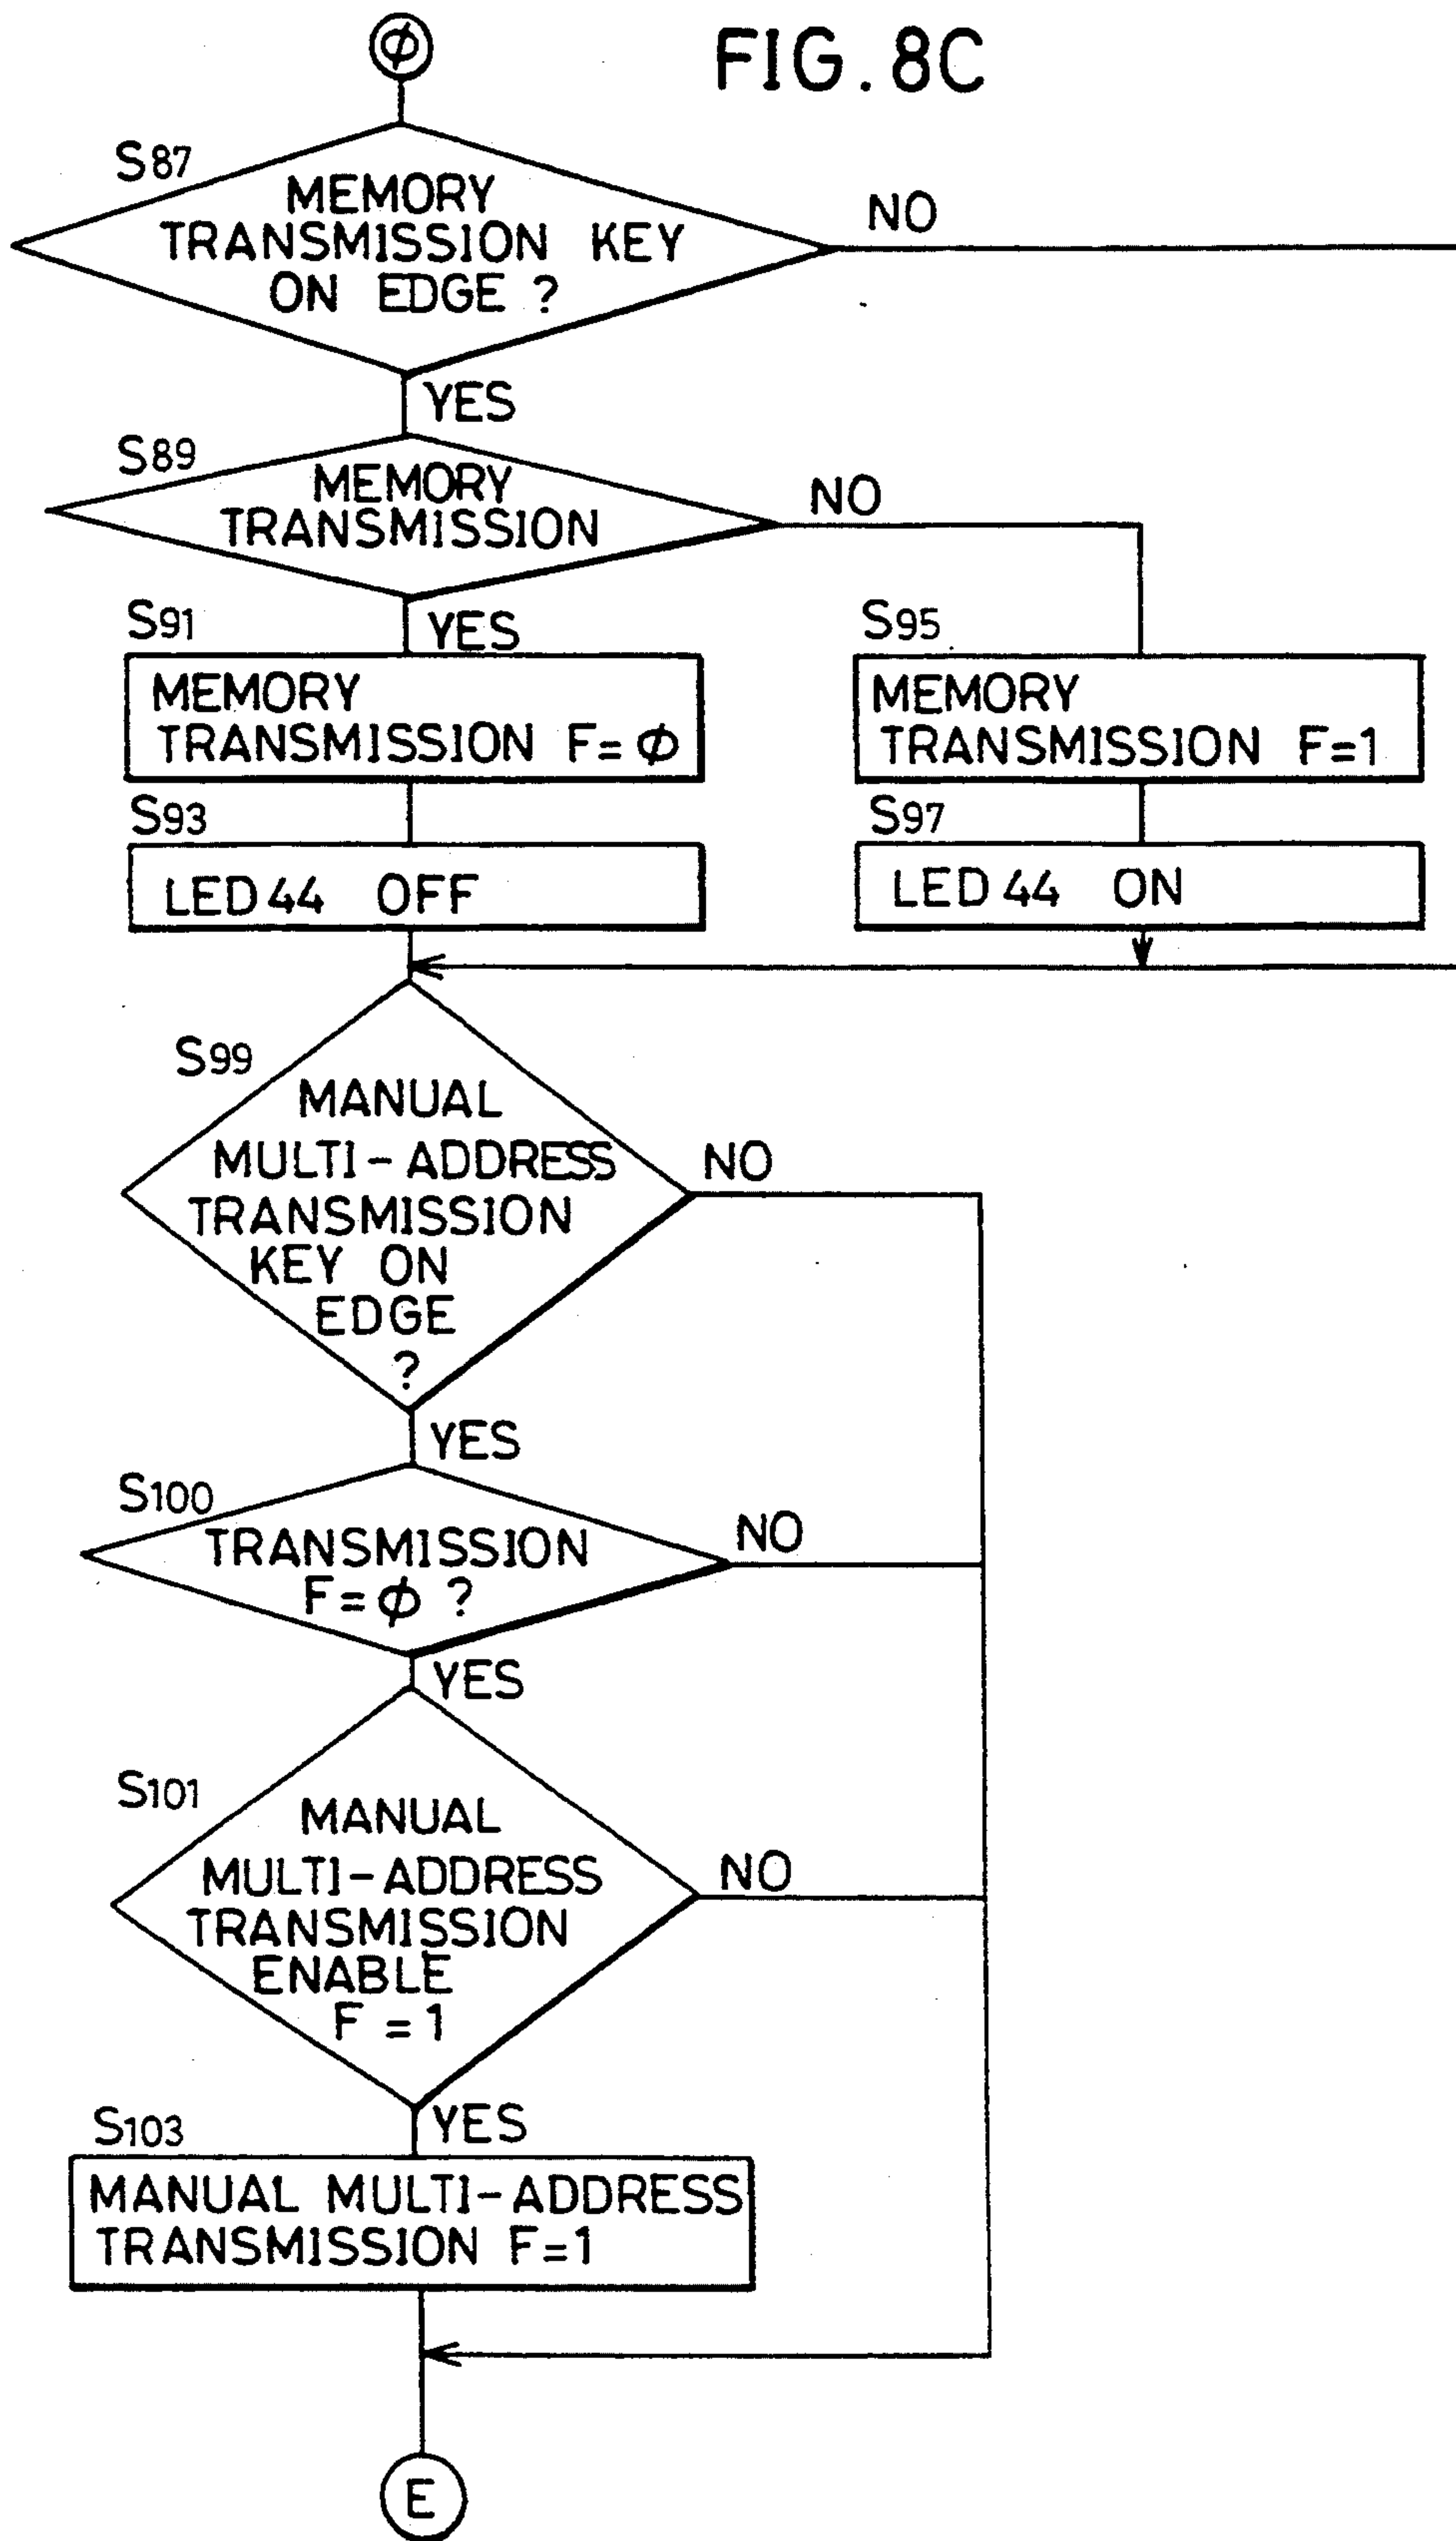 FIG. 8C
ϕ
S87
MEMORY
TRANSMISSION KEY
ON EDGE ?
NO
YES
S89
MEMORY
TRANSMISSION
NO
YES
S91
MEMORY
TRANSMISSION F=ϕ
S95
MEMORY
TRANSMISSION F=1
S93
LED 44 OFF
S97
LED 44 ON
S99
MANUAL
MULTI-ADDRESS
TRANSMISSION
KEY ON
EDGE
?
NO
YES
S100
TRANSMISSION
F=ϕ ?
NO
YES
S101
MANUAL
MULTI-ADDRESS
TRANSMISSION
ENABLE
F = 1
NO
YES
S103
MANUAL MULTI-ADDRESS
TRANSMISSION F=1
E